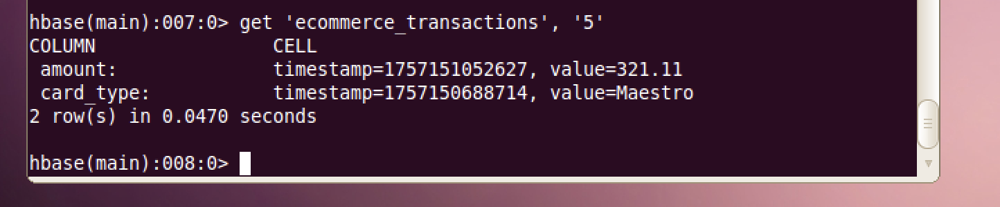 hbase(main):007:0> get 'ecommerce_transactions', '5'
COLUMN                CELL
 amount:              timestamp=1757151052627, value=321.11
 card_type:           timestamp=1757150688714, value=Maestro
2 row(s) in 0.0470 seconds
hbase(main):008:0>